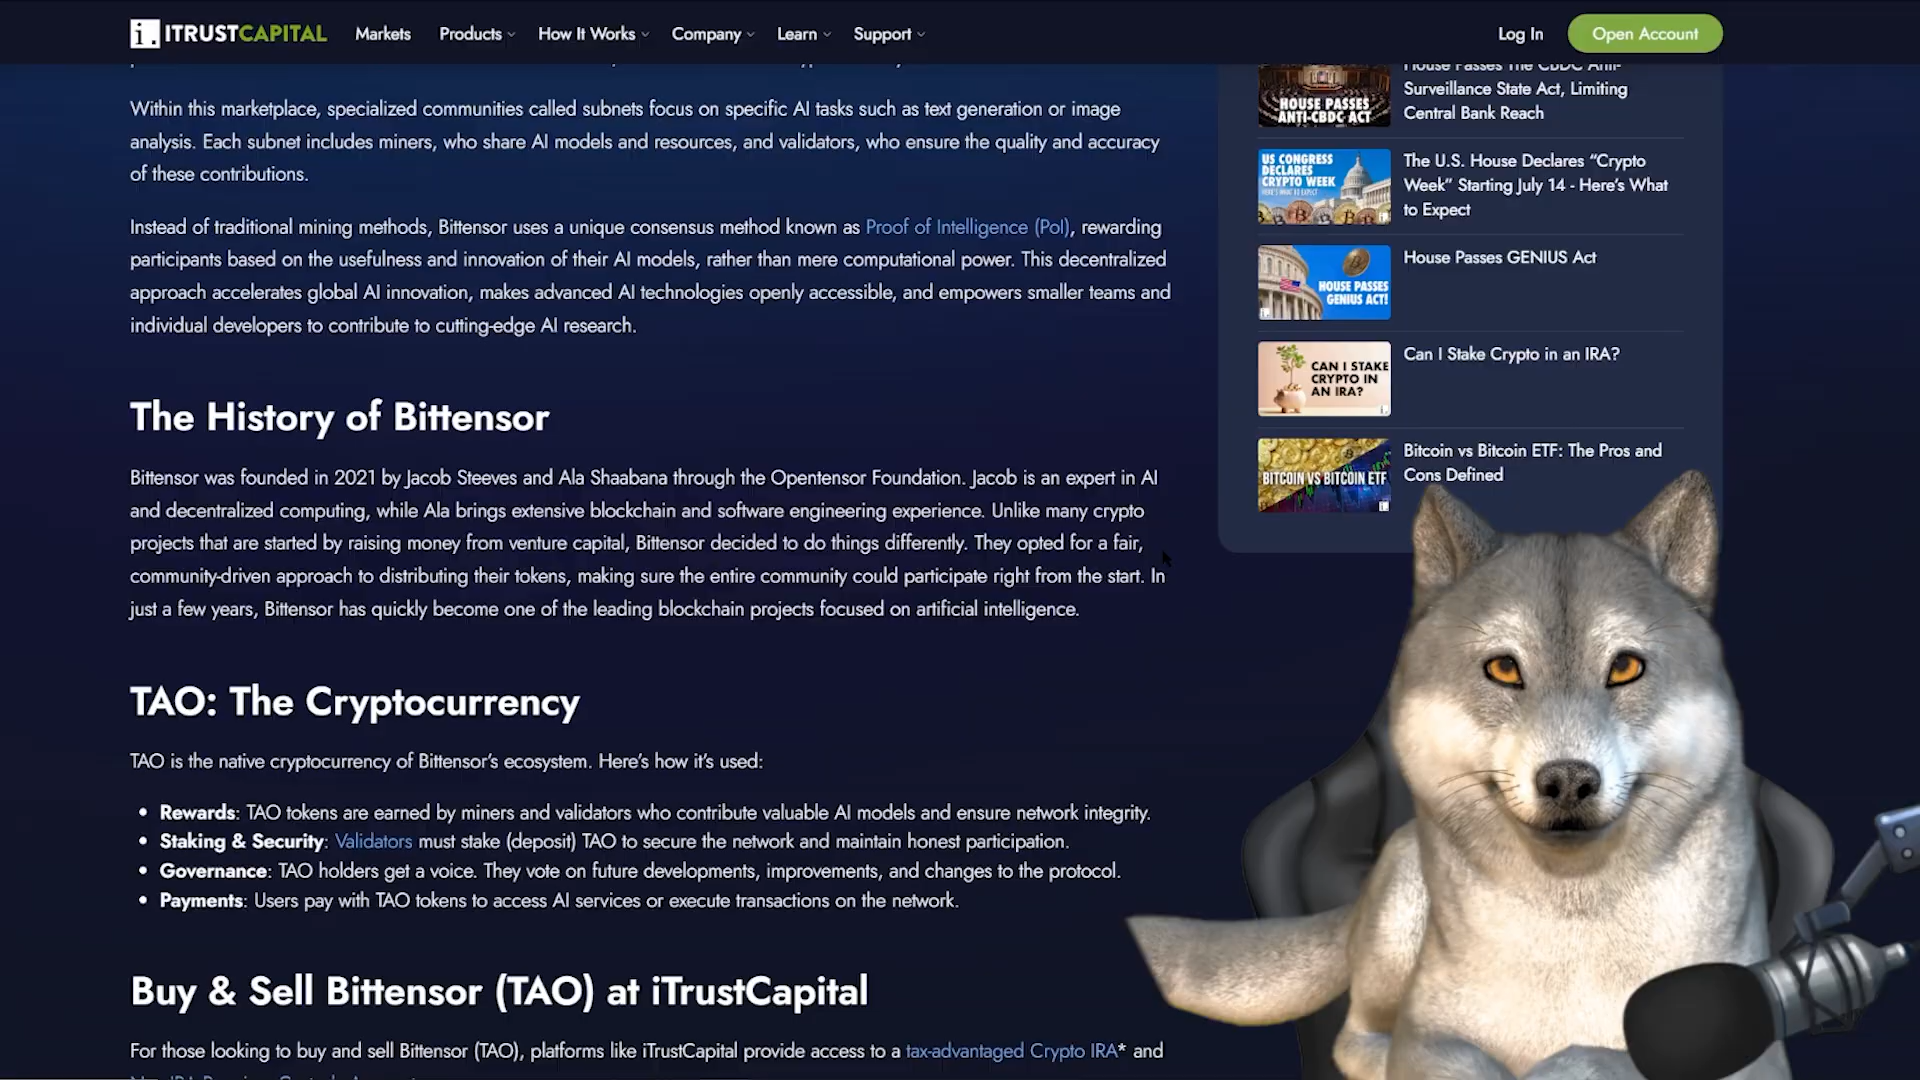 i. ITRUSTCAPITAL Markets Products How It Works Company Learn Support Log In Open Account
Within this marketplace, specialized communities called subnets focus on specific AI tasks such as text generation or image
analysis. Each subnet includes miners, who share AI models and resources, and validators, who ensure the quality and accuracy
of these contributions.
Instead of traditional mining methods, Bittensor uses a unique consensus method known as Proof of Intelligence (PoI), rewarding
participants based on the usefulness and innovation of their AI models, rather than mere computational power. This decentralized
approach accelerates global AI innovation, makes advanced AI technologies openly accessible, and empowers smaller teams and
individual developers to contribute to cutting-edge AI research.
The History of Bittensor
Bittensor was founded in 2021 by Jacob Steeves and Ala Shaabana through the Opentensor Foundation. Jacob is an expert in AI
and decentralized computing, while Ala brings extensive blockchain and software engineering experience. Unlike many crypto
projects that are started by raising money from venture capital, Bittensor decided to do things differently. They opted for a fair,
community-driven approach to distributing their tokens, making sure the entire community could participate right from the start. In
just a few years, Bittensor has quickly become one of the leading blockchain projects focused on artificial intelligence.
TAO: The Cryptocurrency
TAO is the native cryptocurrency of Bittensor's ecosystem. Here's how it's used:
• Rewards: TAO tokens are earned by miners and validators who contribute valuable AI models and ensure network integrity.
• Staking & Security: Validators must stake (deposit) TAO to secure the network and maintain honest participation.
• Governance: TAO holders get a voice. They vote on future developments, improvements, and changes to the protocol.
• Payments: Users pay with TAO tokens to access AI services or execute transactions on the network.
Buy & Sell Bittensor (TAO) at iTrustCapital
For those looking to buy and sell Bittensor (TAO), platforms like iTrustCapital provide access to a tax-advantaged Crypto IRA* and
HOUSE PASSES
ANTI-CBDC ACT
House Passes The CBDC Anti-
Surveillance State Act, Limiting
Central Bank Reach
US CONGRESS
DECLARES
CRYPTO WEEK
HERE'S WHAT TO EXPECT
The U.S. House Declares “Crypto
Week” Starting July 14 - Here's What
to Expect
HOUSE PASSES
GENIUS ACT!
House Passes GENIUS Act
CAN I STAKE
CRYPTO IN
AN IRA?
Can I Stake Crypto in an IRA?
BITCOIN VS BITCOIN ETF
Bitcoin vs Bitcoin ETF: The Pros and
Cons Defined